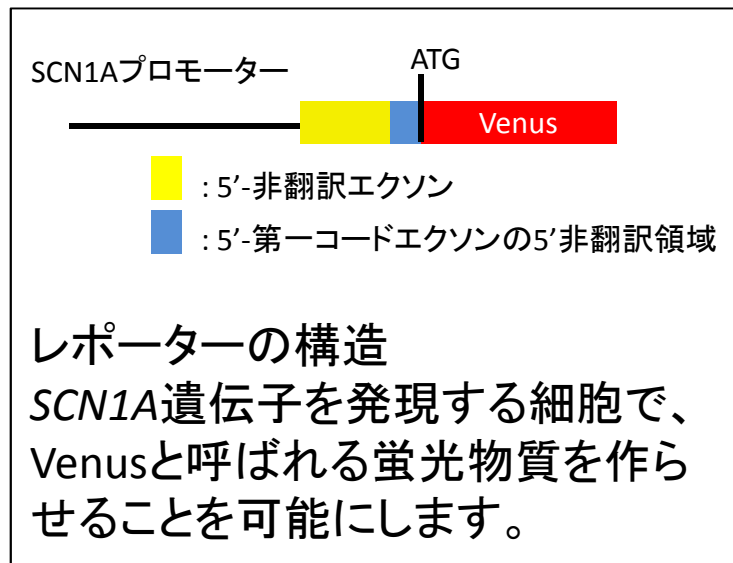 ATG
SCN1Aプロモーター
Venus
: 5’-非翻訳エクソン
: 5’-第一コードエクソンの5’非翻訳領域
レポーターの構造
SCN1A遺伝子を発現する細胞で、
Venusと呼ばれる蛍光物質を作ら
せることを可能にします。